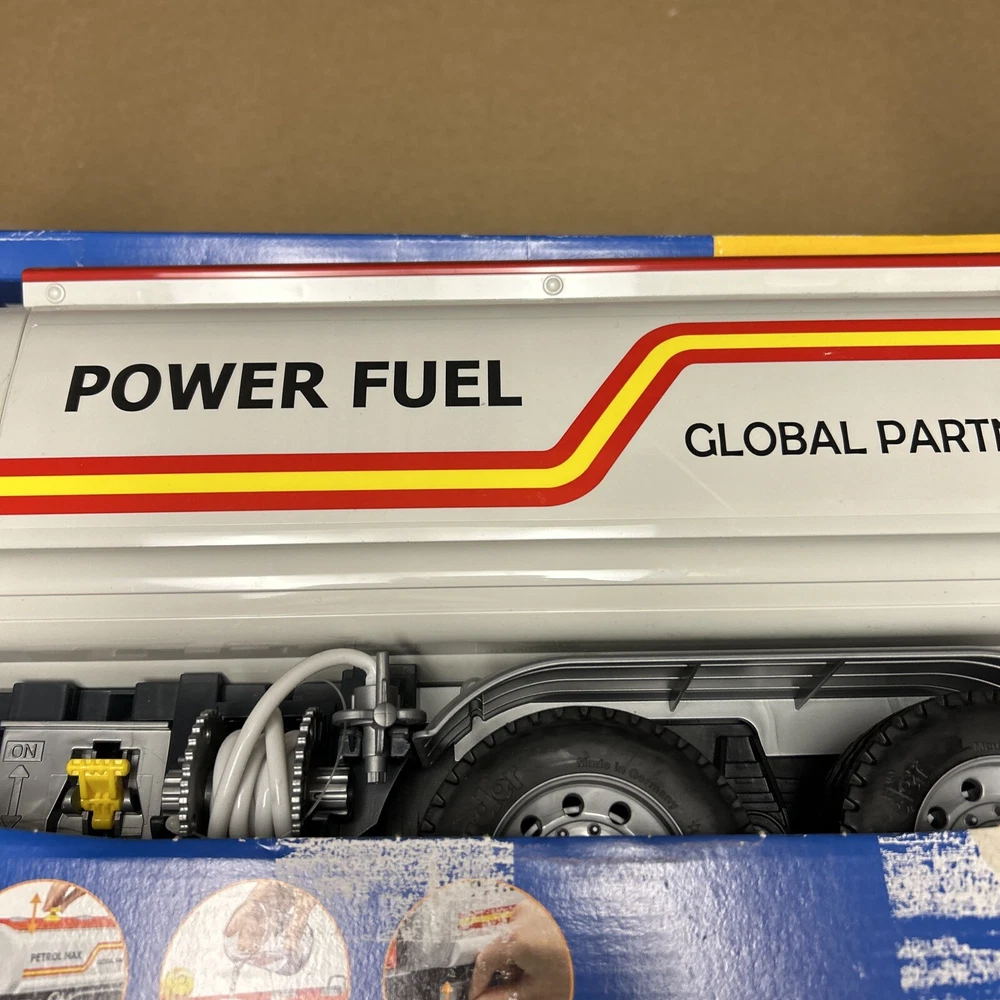 POWER FUEL
GLOBAL PARTN
ON
Made in Germany
PETROL MAX